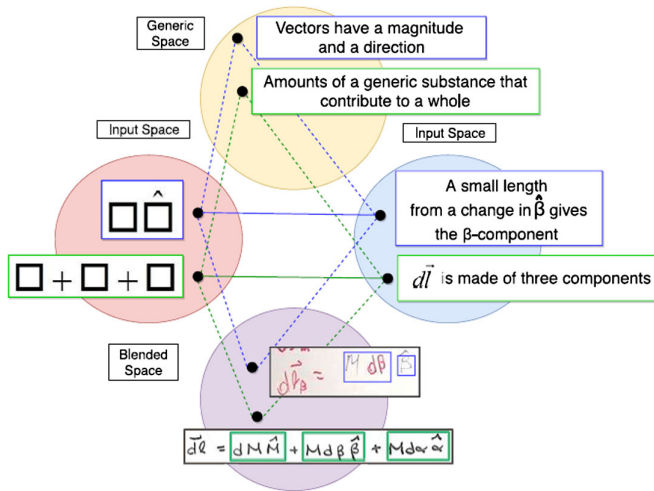 Generic
Space
Vectors have a magnitude
and a direction
Amounts of a generic substance that
contribute to a whole
Input Space
Input Space
□ □̂
A small length
from a change in β̂ gives
the β-component
□ + □ + □
d𝑙⃗ is made of three components
Blended
Space
d𝑙⃗_β = M dβ β̂
d𝑙⃗ = dM M̂ + M dβ β̂ + M dα α̂